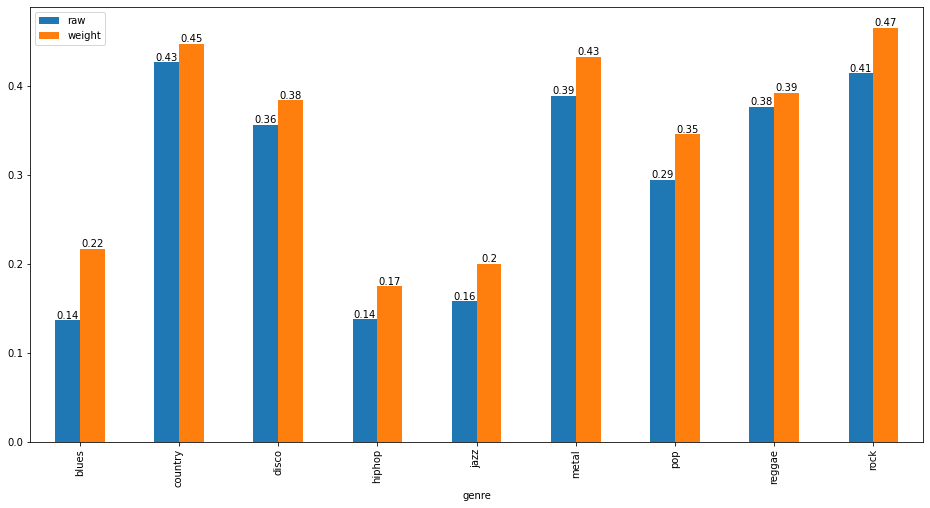 raw
weight
0.47
0.45
0.43
0.43
0.41
0.39
0.39
0.38
0.38
0.36
0.35
0.29
0.22
0.2
0.17
0.16
0.14
0.14
0.4
0.3
0.2
0.1
0.0
blues
country
disco
hiphop
jazz
metal
pop
reggae
rock
genre